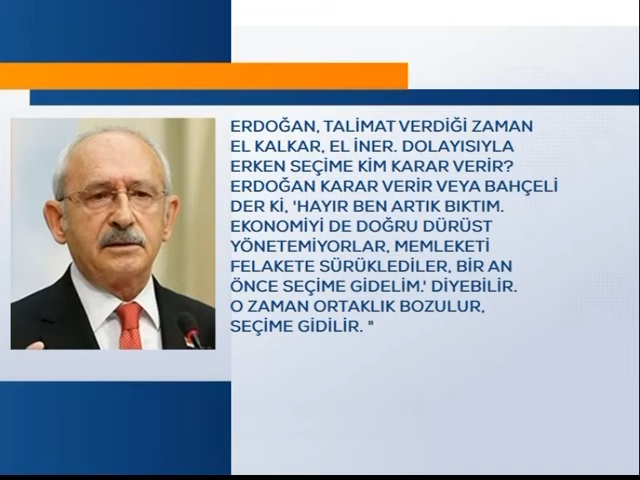 ERDOĞAN, TALİMAT VERDİĞİ ZAMAN
EL KALKAR, EL İNER. DOLAYISIYLA
ERKEN SEÇİME KİM KARAR VERİR?
ERDOĞAN KARAR VERİR VEYA BAHÇELİ
DER Kİ, 'HAYIR BEN ARTIK BIKTIM.
EKONOMİYİ DE DOĞRU DÜRÜST
YÖNETEMİYORLAR, MEMLEKETİ
FELAKETE SÜRÜKLEDİLER, BİR AN
ÖNCE SEÇİME GİDELİM.' DİYEBİLİR.
O ZAMAN ORTAKLIK BOZULUR,
SEÇİME GİDİLİR. "